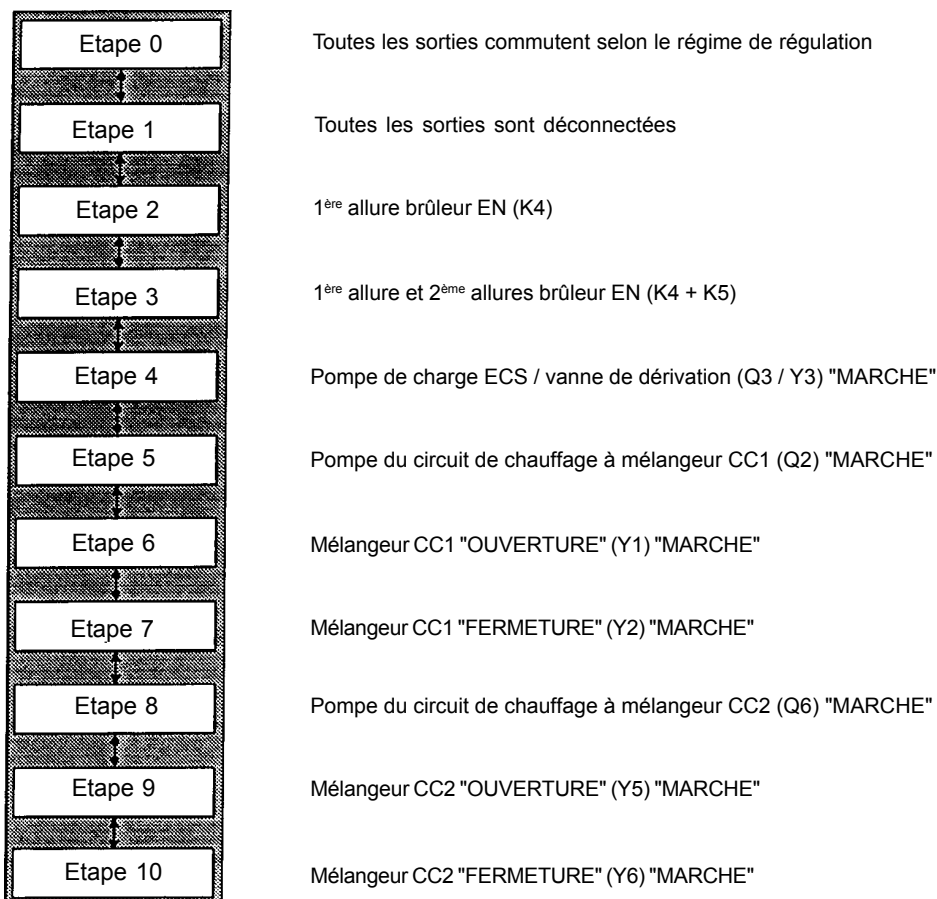 Etape 0 Toutes les sorties commutent selon le régime de régulation
Etape 1 Toutes les sorties sont déconnectées
Etape 2 1ère allure brûleur EN (K4)
Etape 3 1ère allure et 2ème allures brûleur EN (K4 + K5)
Etape 4 Pompe de charge ECS / vanne de dérivation (Q3 / Y3) "MARCHE"
Etape 5 Pompe du circuit de chauffage à mélangeur CC1 (Q2) "MARCHE"
Etape 6 Mélangeur CC1 "OUVERTURE" (Y1) "MARCHE"
Etape 7 Mélangeur CC1 "FERMETURE" (Y2) "MARCHE"
Etape 8 Pompe du circuit de chauffage à mélangeur CC2 (Q6) "MARCHE"
Etape 9 Mélangeur CC2 "OUVERTURE" (Y5) "MARCHE"
Etape 10 Mélangeur CC2 "FERMETURE" (Y6) "MARCHE"